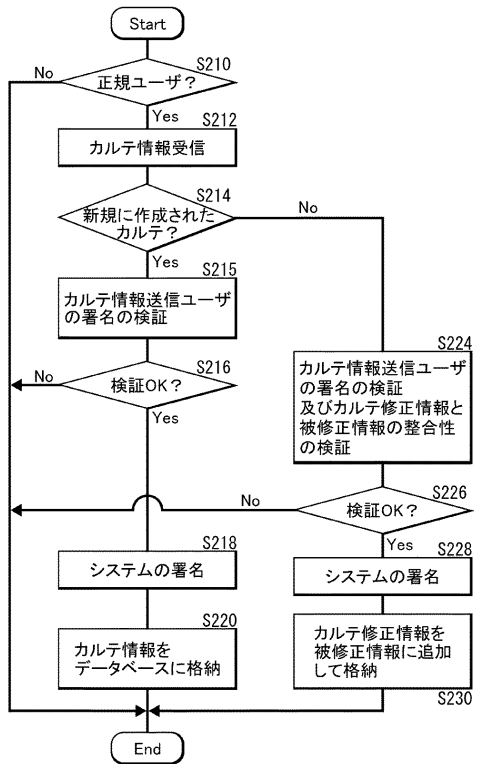 Start
S210
No
正規ユーザ？
Yes
S212
カルテ情報受信
S214
新規に作成された
カルテ？
No
Yes
S215
カルテ情報送信ユーザ
の署名の検証
S216
No
検証OK？
Yes
S224
カルテ情報送信ユーザ
の署名の検証
及びカルテ修正情報と
被修正情報の整合性
の検証
S226
No
検証OK？
Yes
S218
システムの署名
S228
システムの署名
S220
カルテ情報を
データベースに格納
カルテ修正情報を
被修正情報に追加
して格納
S230
End